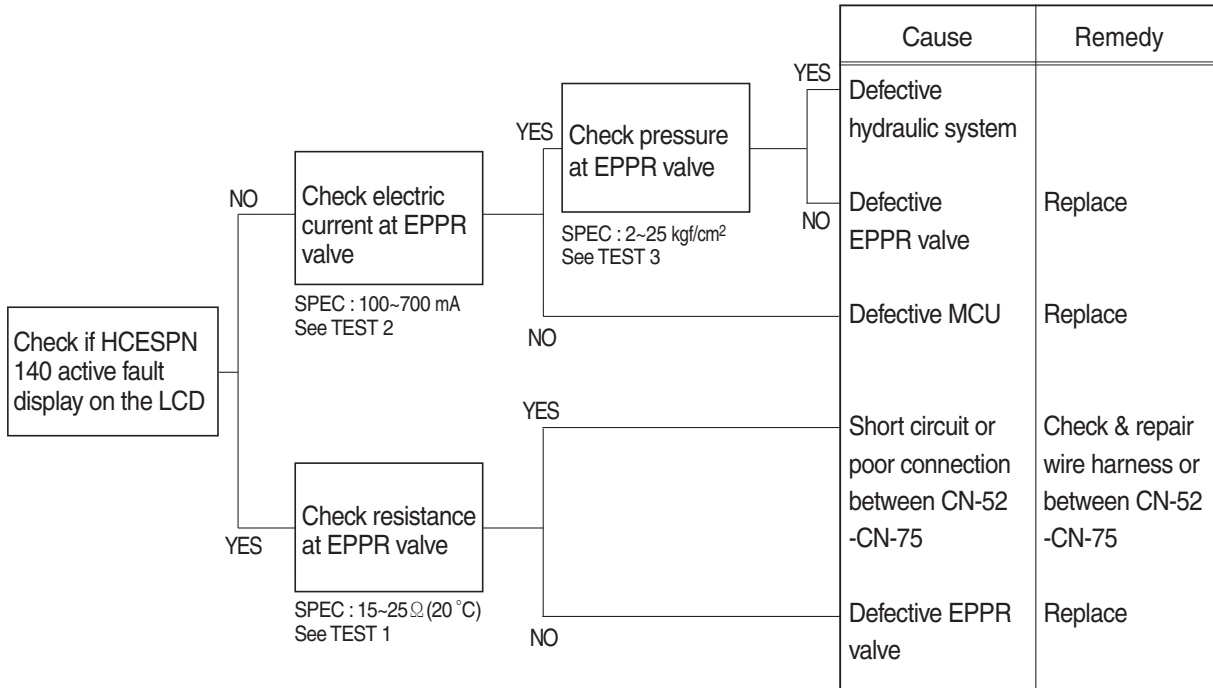 Check if HCESPN
140 active fault
display on the LCD
NO
Check electric
current at EPPR
valve
SPEC : 100~700 mA
See TEST 2
YES
Check pressure
at EPPR valve
SPEC : 2~25 kgf/cm²
See TEST 3
YES
NO
NO
YES
Check resistance
at EPPR valve
SPEC : 15~25Ω (20 °C)
See TEST 1
YES
NO
Cause
Remedy
Defective
hydraulic system
Defective
EPPR valve
Replace
Defective MCU
Replace
Short circuit or
poor connection
between CN-52
-CN-75
Check & repair
wire harness or
between CN-52
-CN-75
Defective EPPR
valve
Replace